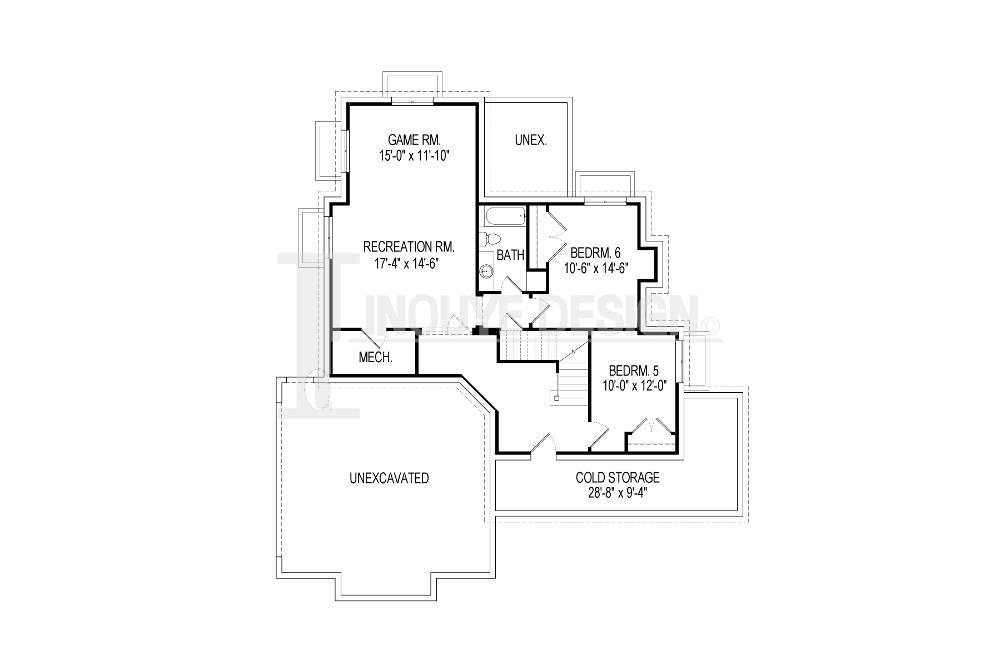 GAME RM.
15'-0" x 11'-10"
UNEX.
RECREATION RM.
17'-4" x 14'-6"
BATH
BEDRM. 6
10'-6" x 14'-6"
INOUYE DESIGN ©
MECH.
BEDRM. 5
10'-0" x 12'-0"
UNEXCAVATED
COLD STORAGE
28'-8" x 9'-4"